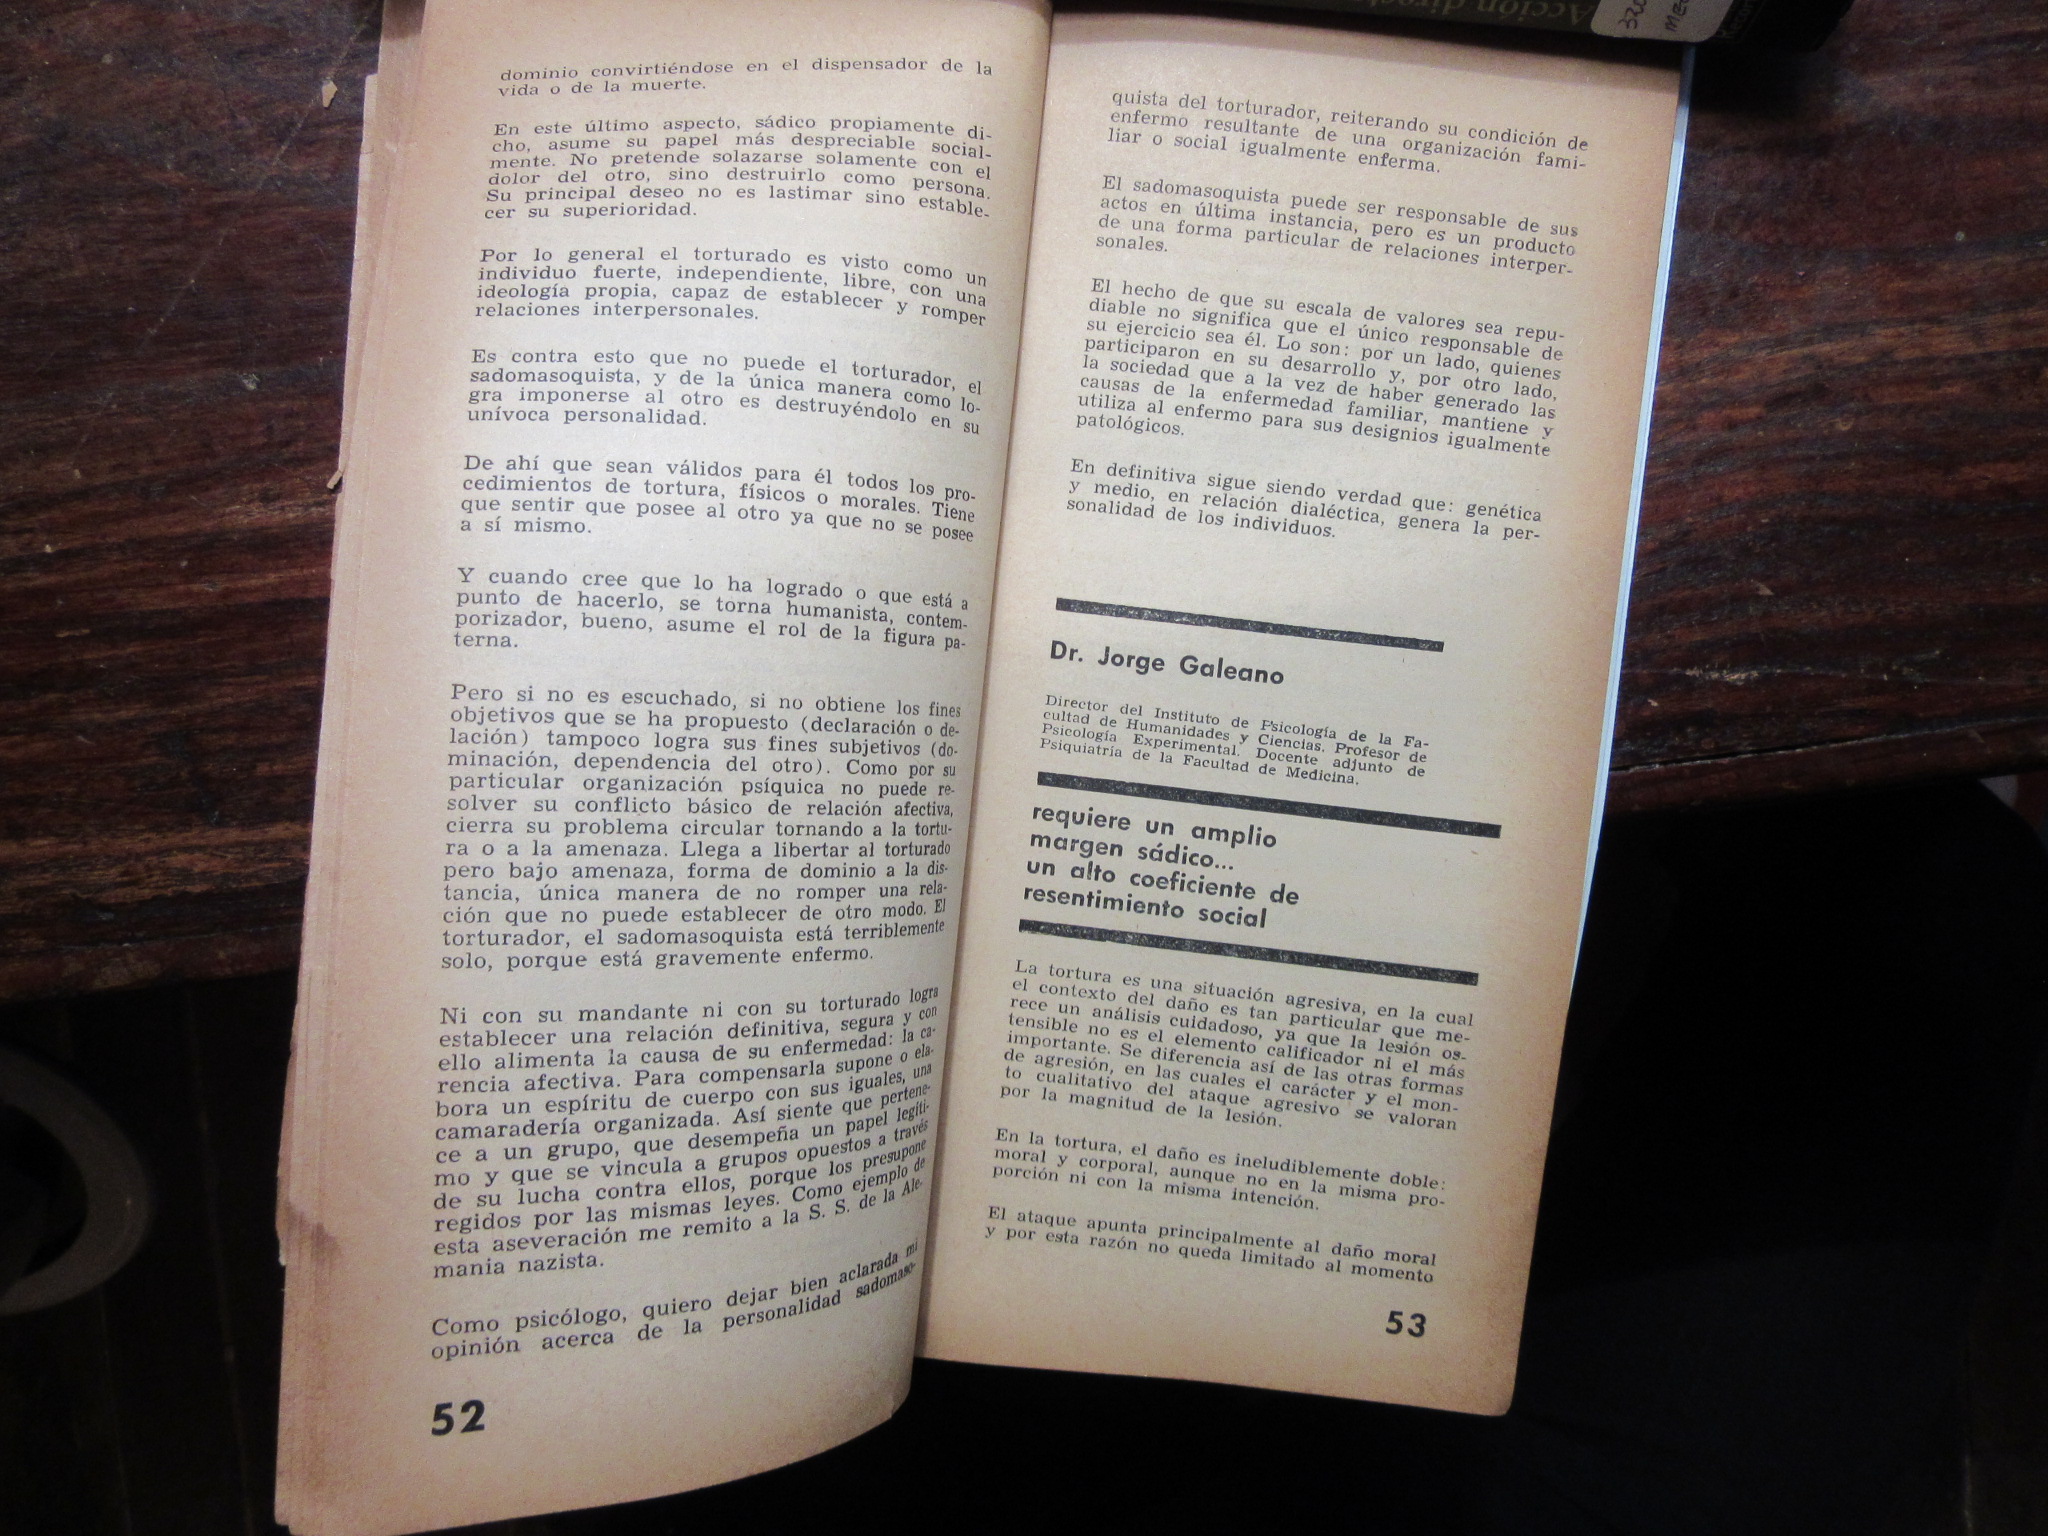 Acción direct
320
dominio convirtiéndose en el dispensador de la
vida o de la muerte.
En este último aspecto, sádico propiamente di-
cho, asume su papel más despreciable social-
mente. No pretende solazarse solamente con el
dolor del otro, sino destruirlo como persona.
Su principal deseo no es lastimar sino estable-
cer su superioridad.
Por lo general el torturado es visto como un
individuo fuerte, independiente, libre, con una
ideología propia, capaz de establecer y romper
relaciones interpersonales.
Es contra esto que no puede el torturador, el
sadomasoquista, y de la única manera como lo-
gra imponerse al otro es destruyéndolo en su
unívoca personalidad.
De ahí que sean válidos para él todos los pro-
cedimientos de tortura, físicos o morales. Tiene
que sentir que posee al otro ya que no se posee
a sí mismo.
Y cuando cree que lo ha logrado o que está a
punto de hacerlo, se torna humanista, contem-
porizador, bueno, asume el rol de la figura pa-
terna.
Pero si no es escuchado, si no obtiene los fines
objetivos que se ha propuesto (declaración o de-
lación) tampoco logra sus fines subjetivos (do-
minación, dependencia del otro). Como por su
particular organización psíquica no puede re-
solver su conflicto básico de relación afectiva,
cierra su problema circular tornando a la tortu-
ra o a la amenaza. Llega a libertar al torturado
pero bajo amenaza, forma de dominio a la dis-
tancia, única manera de no romper una rela-
ción que no puede establecer de otro modo. El
torturador, el sadomasoquista está terriblemente
solo, porque está gravemente enfermo.
Ni con su mandante ni con su torturado logra
establecer una relación definitiva, segura y con
ello alimenta la causa de su enfermedad: la ca-
rencia afectiva. Para compensarla supone o ela-
bora un espíritu de cuerpo con sus iguales, una
camaradería organizada. Así siente que pertene-
ce a un grupo, que desempeña un papel legíti-
mo y que se vincula a grupos opuestos a través
de su lucha contra ellos, porque los presupone
regidos por las mismas leyes. Como ejemplo de
esta aseveración me remito a la S. S. de la Ale-
mania nazista.
Como psicólogo, quiero dejar bien aclarada mi
opinión acerca de la personalidad sadomaso-
52
quista del torturador, reiterando su condición de
enfermo resultante de una organización fami-
liar o social igualmente enferma.
El sadomasoquista puede ser responsable de sus
actos en última instancia, pero es un producto
de una forma particular de relaciones interper-
sonales.
El hecho de que su escala de valores sea repu-
diable no significa que el único responsable de
su ejercicio sea él. Lo son: por un lado, quienes
participaron en su desarrollo y, por otro lado,
la sociedad que a la vez de haber generado las
causas de la enfermedad familiar, mantiene y
utiliza al enfermo para sus designios igualmente
patológicos.
En definitiva sigue siendo verdad que: genética
y medio, en relación dialéctica, genera la per-
sonalidad de los individuos.
Dr. Jorge Galeano
Director del Instituto de Psicología de la Fa-
cultad de Humanidades y Ciencias. Profesor de
Psicología Experimental. Docente adjunto de
Psiquiatría de la Facultad de Medicina.
requiere un amplio
margen sádico...
un alto coeficiente de
resentimiento social
La tortura es una situación agresiva, en la cual
el contexto del daño es tan particular que me-
rece un análisis cuidadoso, ya que la lesión os-
tensible no es el elemento calificador ni el más
importante. Se diferencia así de las otras formas
de agresión, en las cuales el carácter y el mon-
to cualitativo del ataque agresivo se valoran
por la magnitud de la lesión.
En la tortura, el daño es ineludiblemente doble:
moral y corporal, aunque no en la misma pro-
porción ni con la misma intención.
El ataque apunta principalmente al daño moral
y por esta razón no queda limitado al momento
53